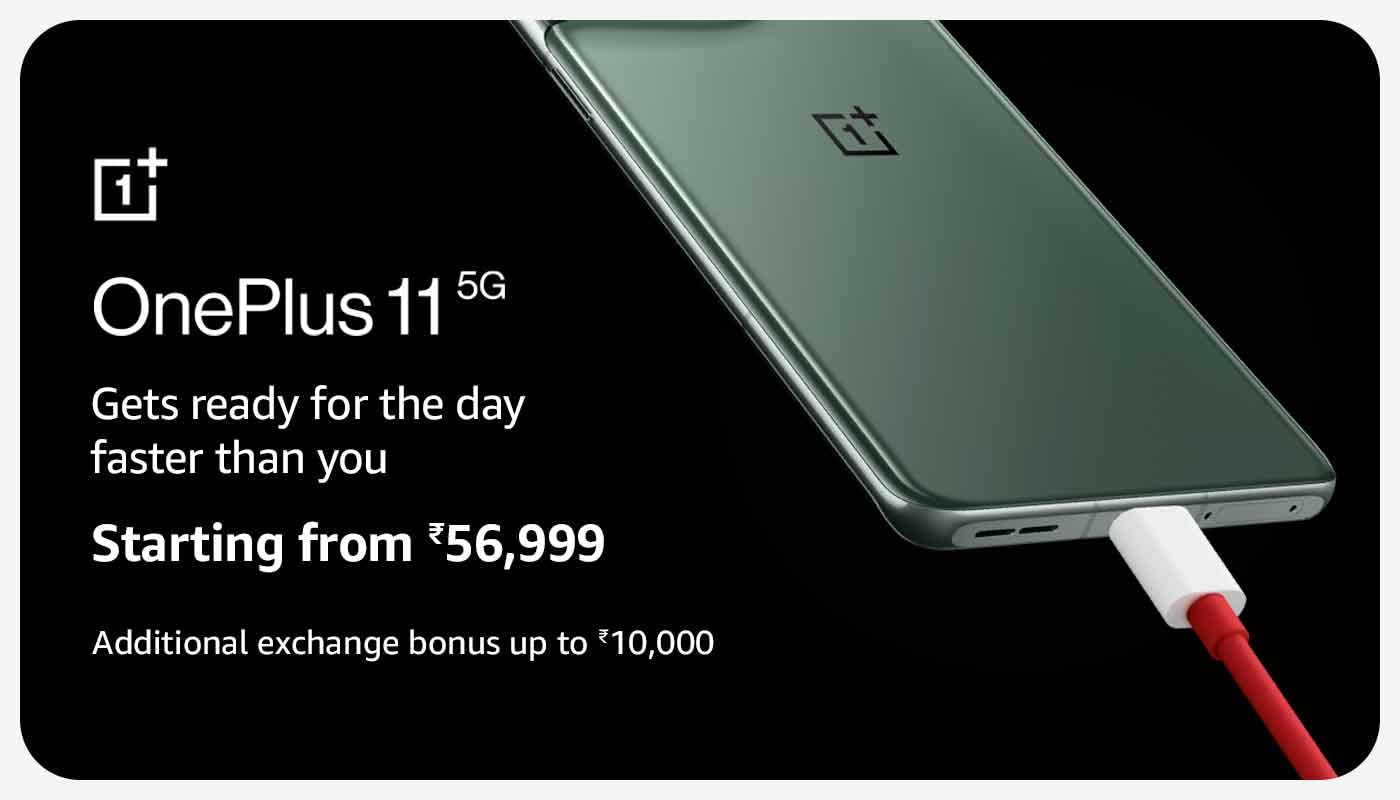 OnePlus 11 5G
Gets ready for the day
faster than you
Starting from ₹56,999
Additional exchange bonus up to ₹10,000